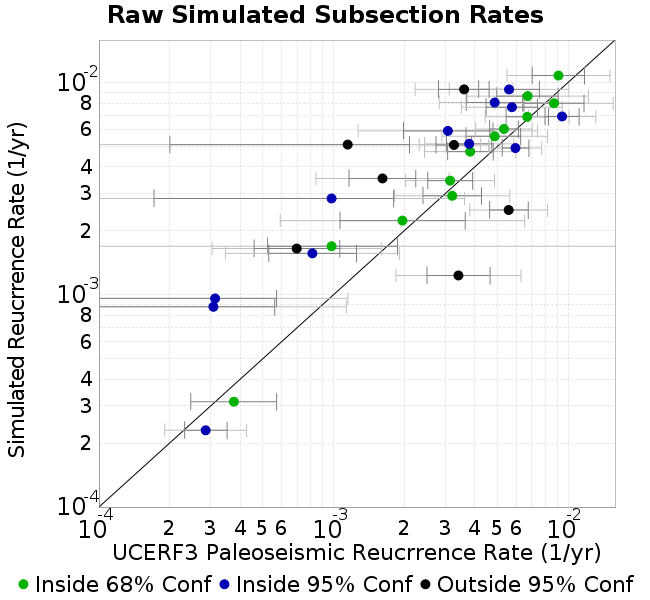 Raw Simulated Subsection Rates
Simulated Reucrrence Rate (1/yr)
10-2
8
6
4
3
2
10-3
8
6
4
3
2
10-4
10-4 2 3 4 5 6 10-3 2 3 4 5 6 10-2
UCERF3 Paleoseismic Reucrrence Rate (1/yr)
Inside 68% Conf Inside 95% Conf Outside 95% Conf